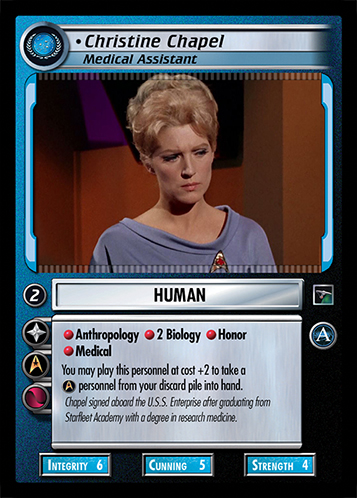 • Christine Chapel
Medical Assistant
2
HUMAN
• Anthropology • 2 Biology • Honor
• Medical
You may play this personnel at cost +2 to take a
personnel from your discard pile into hand.
Chapel signed aboard the U.S.S. Enterprise after graduating from
Starfleet Academy with a degree in research medicine.
INTEGRITY 6 CUNNING 5 STRENGTH 4